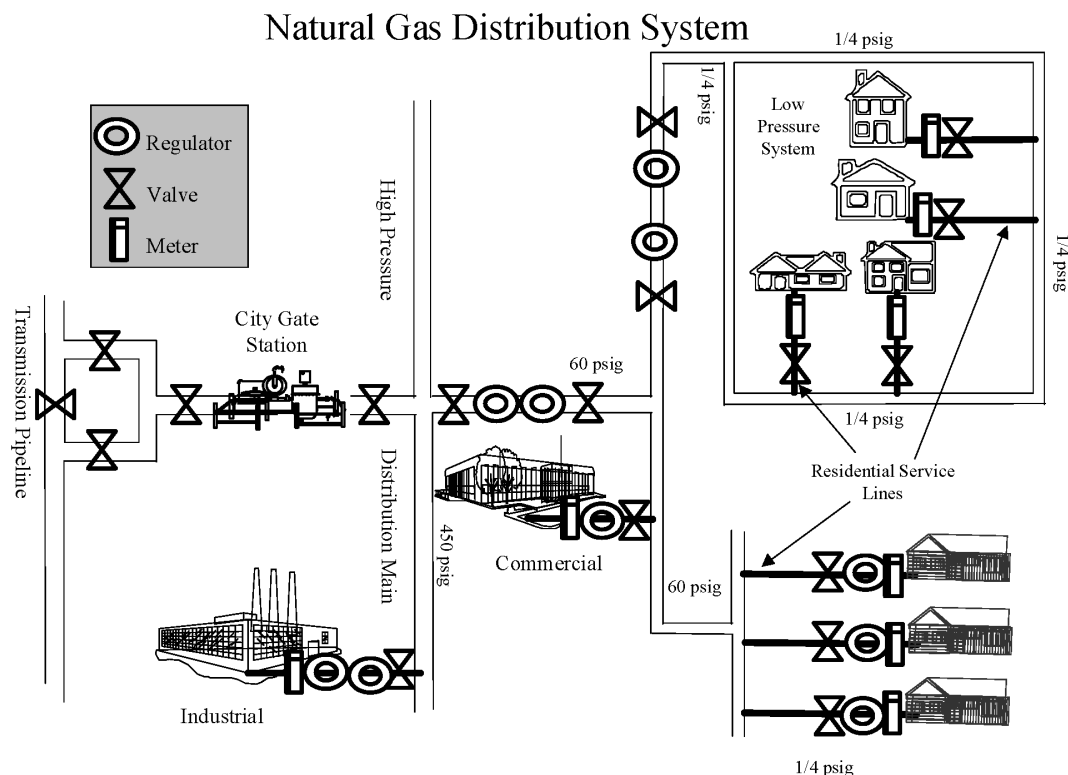 Natural Gas Distribution System
Regulator
Valve
Meter
Transmission Pipeline
City Gate
Station
High Pressure
Distribution Main
450 psig
60 psig
Commercial
Industrial
1/4 psig
1/4 psig
Low
Pressure
System
1/4 psig
1/4 psig
Residential Service
Lines
60 psig
1/4 psig